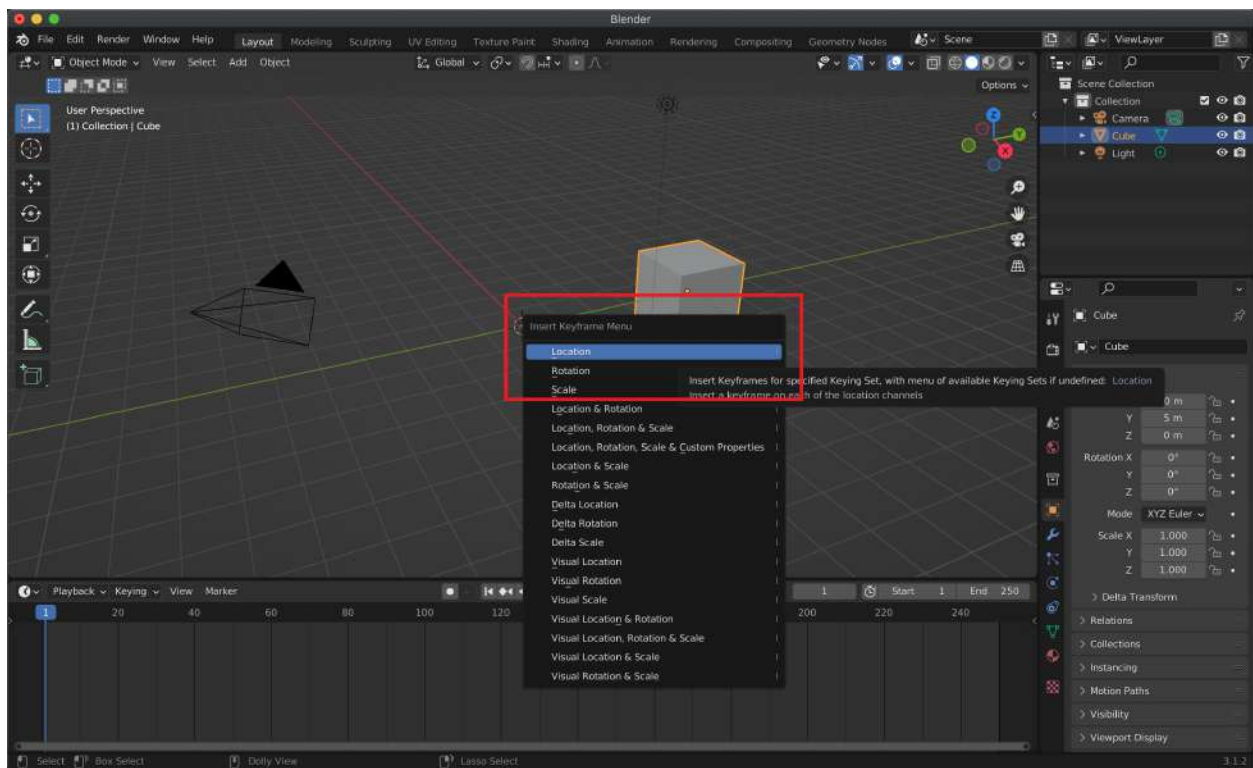 Blender
File Edit Render Window Help Layout Modeling Sculpting UV Editing Texture Paint Shading Animation Rendering Compositing Geometry Nodes Scene ViewLayer
Object Mode View Select Add Object Global
Options
User Perspective
(1) Collection | Cube
Scene Collection
Collection
Camera
Cube
Light
Insert Keyframe Menu
Location
Rotation
Scale
Location & Rotation
Location, Rotation & Scale
Location, Rotation, Scale & Custom Properties
Location & Scale
Rotation & Scale
Delta Location
Delta Rotation
Delta Scale
Visual Location
Visual Rotation
Visual Scale
Visual Location & Rotation
Visual Location, Rotation & Scale
Visual Location & Scale
Visual Rotation & Scale
Insert Keyframes for specified Keying Set, with menu of available Keying Sets if undefined: Location
Insert a keyframe on each of the location channels
Cube
Cube
0 m
Y 5 m
Z 0 m
Rotation X 0°
Y 0°
Z 0°
Mode XYZ Euler
Scale X 1.000
Y 1.000
Z 1.000
Delta Transform
Relations
Collections
Instancing
Motion Paths
Visibility
Viewport Display
Playback Keying View Marker
1 Start 1 End 250
1 20 40 60 80 100 120 200 220 240
Select Box Select Dolly View Lasso Select 3.1.2